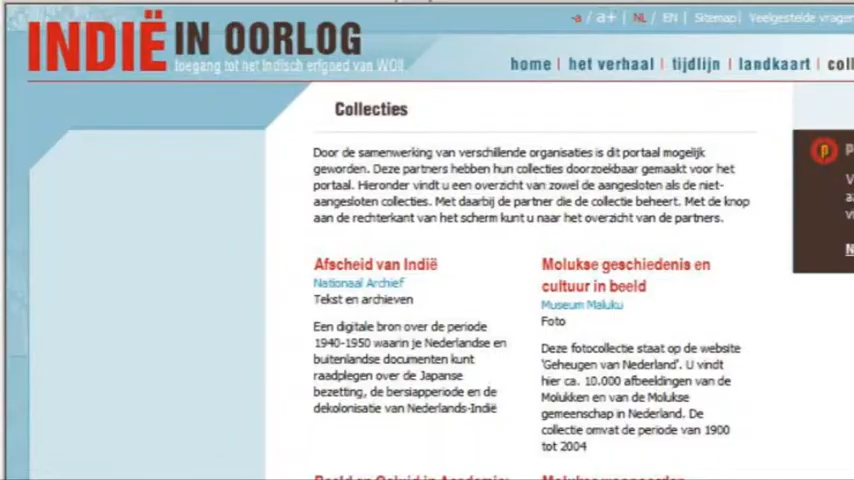 INDIË IN OORLOG
toegang tot het Indisch erfgoed van WOII
-a / a+ | NL / EN | Sitemap | Veelgestelde vragen
home | het verhaal | tijdlijn | landkaart | coll
Collecties
Door de samenwerking van verschillende organisaties is dit portaal mogelijk
geworden. Deze partners hebben hun collecties doorzoekbaar gemaakt voor het
portaal. Hieronder vindt u een overzicht van zowel de aangesloten als de niet-
aangesloten collecties. Met daarbij de partner die de collectie beheert. Met de knop
aan de rechterkant van het scherm kunt u naar het overzicht van de partners.
Afscheid van Indië
Nationaal Archief
Tekst en archieven
Een digitale bron over de periode
1940-1950 waarin je Nederlandse en
buitenlandse documenten kunt
raadplegen over de Japanse
bezetting, de bersiapperiode en de
dekolonisatie van Nederlands-Indië
Molukse geschiedenis en
cultuur in beeld
Museum Maluku
Foto
Deze fotocollectie staat op de website
'Geheugen van Nederland'. U vindt
hier ca. 10.000 afbeeldingen van de
Molukken en van de Molukse
gemeenschap in Nederland. De
collectie omvat de periode van 1900
tot 2004